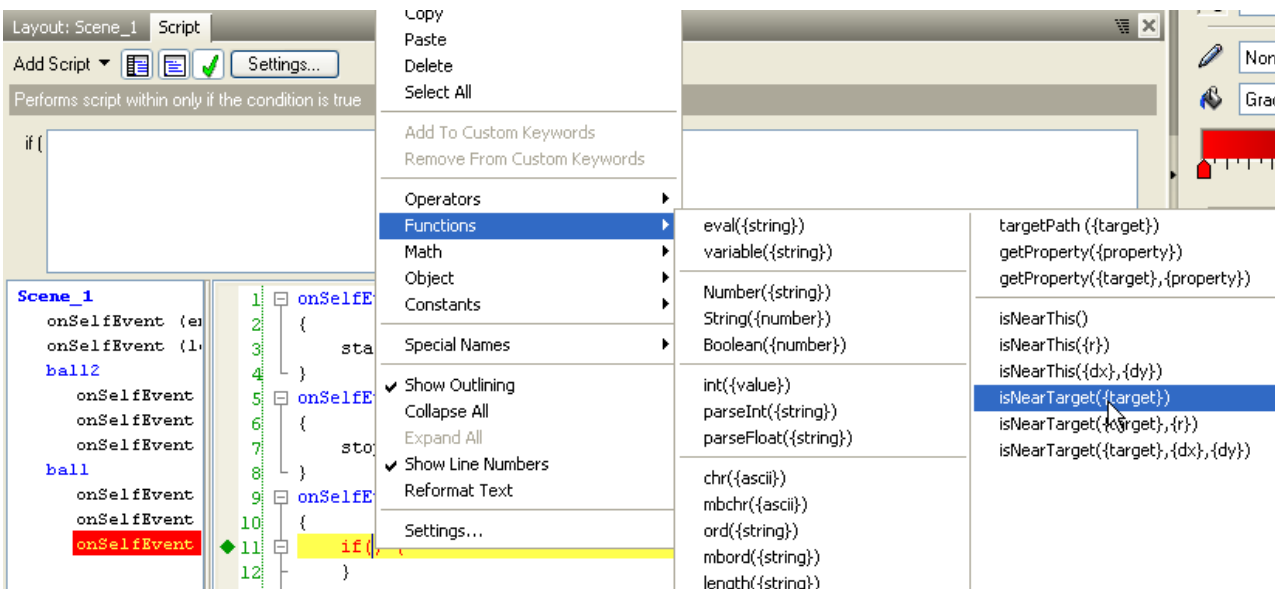 Layout: Scene_1 Script
Add Script Settings...
Performs script within only if the condition is true
if (
Copy
Paste
Delete
Select All
Add To Custom Keywords
Remove From Custom Keywords
Operators
Functions
Math
Object
Constants
Special Names
Show Outlining
Collapse All
Expand All
Show Line Numbers
Reformat Text
Settings...
eval({string})
variable({string})
Number({string})
String({number})
Boolean({number})
int({value})
parseInt({string})
parseFloat({string})
chr({ascii})
mbchr({ascii})
ord({string})
mbord({string})
length({string})
targetPath ({target})
getProperty({property})
getProperty({target},{property})
isNearThis()
isNearThis({r})
isNearThis({dx},{dy})
isNearTarget({target})
isNearTarget({target},{r})
isNearTarget({target},{dx},{dy})
Scene_1
onSelfEvent (
onSelfEvent (
ball2
onSelfEvent
onSelfEvent
onSelfEvent
ball
onSelfEvent
onSelfEvent
onSelfEvent
1 onSelfE
2 {
3 sta
4 }
5 onSelfE
6 {
7 sto
8 }
9 onSelfE
10 {
11 if() {
12 }
Non
Gra